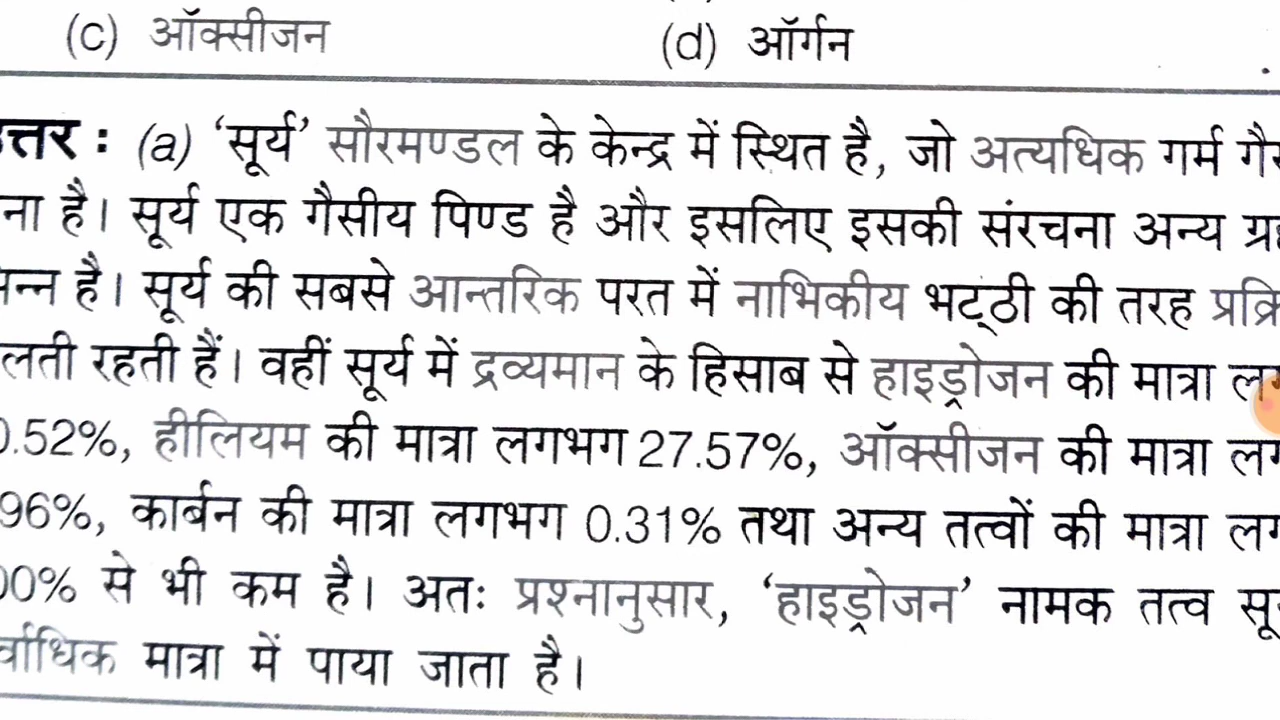 (c) ऑक्सीजन (d) ऑर्गन
त्तर : (a) ‘सूर्य’ सौरमण्डल के केन्द्र में स्थित है, जो अत्यधिक गर्म
ना है। सूर्य एक गैसीय पिण्ड है और इसलिए इसकी संरचना अन्य
न्न है। सूर्य की सबसे आन्तरिक परत में नाभिकीय भट्‌ठी की तरह
लती रहती हैं। वहीं सूर्य में द्रव्यमान के हिसाब से हाइड्रोजन की मात्रा
.52%, हीलियम की मात्रा लगभग 27.57%, ऑक्सीजन की मात्रा
96%, कार्बन की मात्रा लगभग 0.31% तथा अन्य तत्वों की मात्रा
00% से भी कम है। अतः प्रश्नानुसार, ‘हाइड्रोजन’ नामक तत्व
र्वाधिक मात्रा में पाया जाता है।